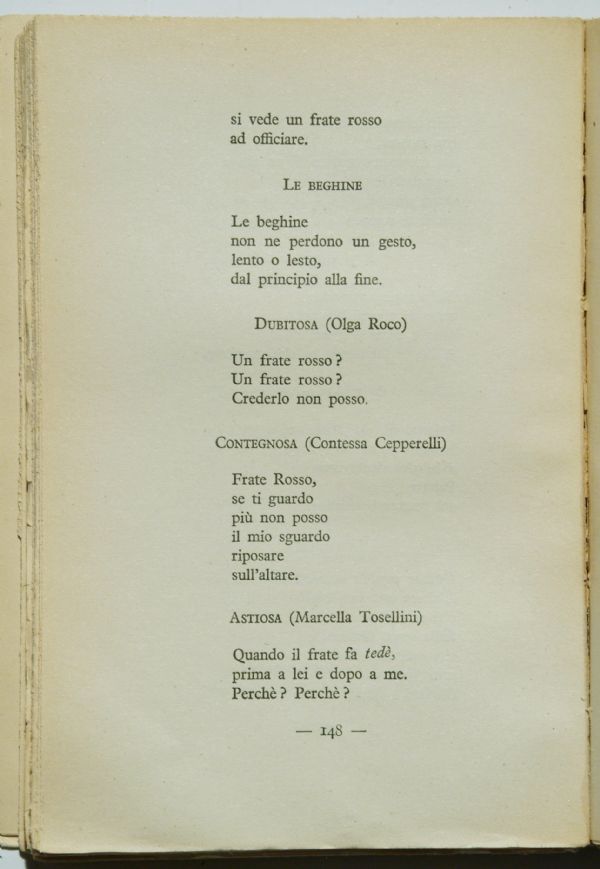 si vede un frate rosso
ad officiare.
Le beghine
Le beghine
non ne perdono un gesto,
lento o lesto,
dal principio alla fine.
Dubitosa (Olga Roco)
Un frate rosso?
Un frate rosso?
Crederlo non posso.
Contegnosa (Contessa Cepperelli)
Frate Rosso,
se ti guardo
più non posso
il mio sguardo
riposare
sull'altare.
Astiosa (Marcella Tosellini)
Quando il frate fa tedè,
prima a lei e dopo a me.
Perchè? Perchè?
— 148 —